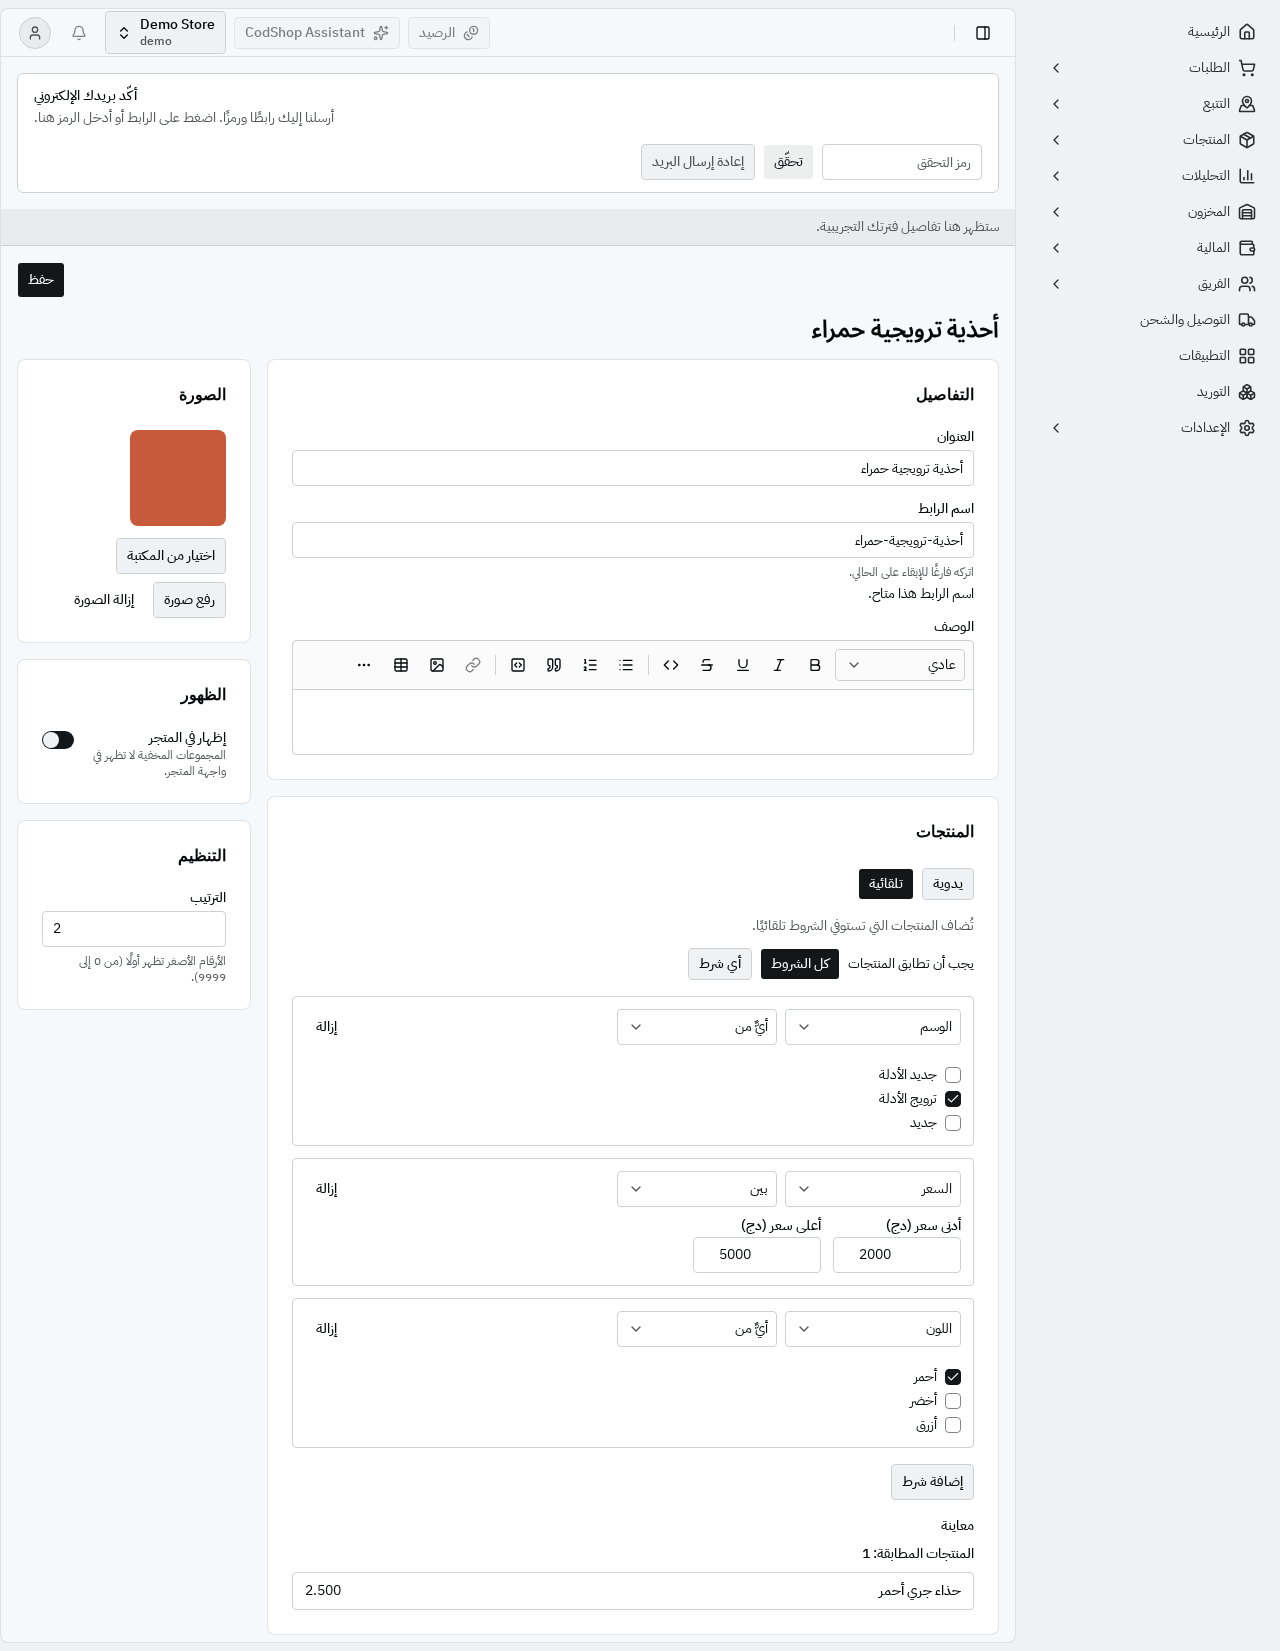 الرئيسية
الطلبات
التتبع
المنتجات
التحليلات
المخزون
المالية
الفريق
التوصيل والشحن
التطبيقات
التوريد
الإعدادات
الرصيد
CodShop Assistant
Demo Store
demo
أكّد بريدك الإلكتروني
أرسلنا إليك رابطًا ورمزًا. اضغط على الرابط أو أدخل الرمز هنا.
رمز التحقق
تحقّق
إعادة إرسال البريد
ستظهر هنا تفاصيل فترتك التجريبية.
حفظ
أحذية ترويجية حمراء
التفاصيل
العنوان
أحذية ترويجية حمراء
اسم الرابط
أحذية-ترويجية-حمراء
اتركه فارغًا للإبقاء على الحالي.
اسم الرابط هذا متاح.
الوصف
عادي
المنتجات
يدوية
تلقائية
تُضاف المنتجات التي تستوفي الشروط تلقائيًا.
يجب أن تطابق المنتجات
كل الشروط
أي شرط
الوسم
أيٌّ من
إزالة
جديد الأدلة
ترويج الأدلة
جديد
السعر
بين
إزالة
أدنى سعر (دج)
أعلى سعر (دج)
2000
5000
اللون
أيٌّ من
إزالة
أحمر
أخضر
أزرق
إضافة شرط
معاينة
المنتجات المطابقة: 1
حذاء جري أحمر
2.500
الصورة
اختيار من المكتبة
رفع صورة
إزالة الصورة
الظهور
إظهار في المتجر
المجموعات المخفية لا تظهر في
واجهة المتجر.
التنظيم
الترتيب
2
الأرقام الأصغر تظهر أولًا (من 0 إلى
9999).